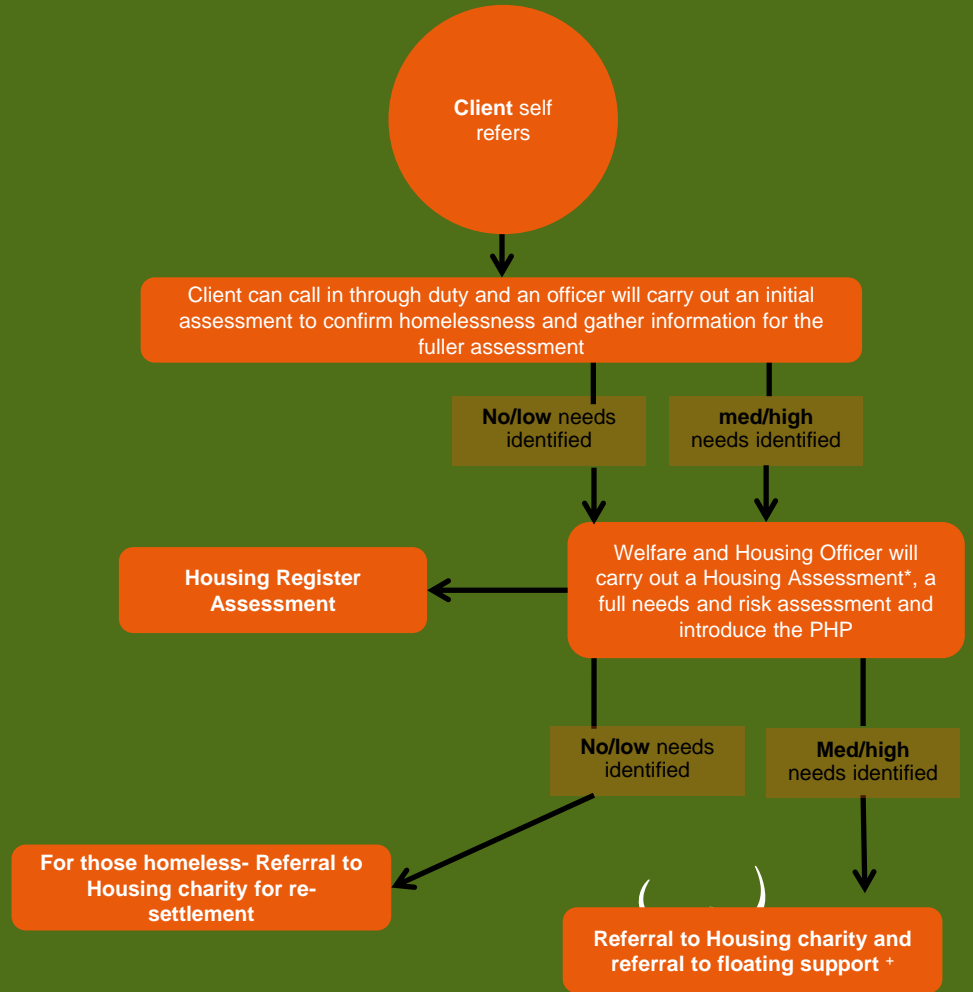 Client self
refers
Client can call in through duty and an officer will carry out an initial
assessment to confirm homelessness and gather information for the
fuller assessment
No/low needs
identified
med/high
needs identified
Housing Register
Assessment
Welfare and Housing Officer will
carry out a Housing Assessment*, a
full needs and risk assessment and
introduce the PHP
No/low needs
identified
Med/high
needs identified
For those homeless- Referral to
Housing charity for re-
settlement
Referral to Housing charity and
referral to floating support +